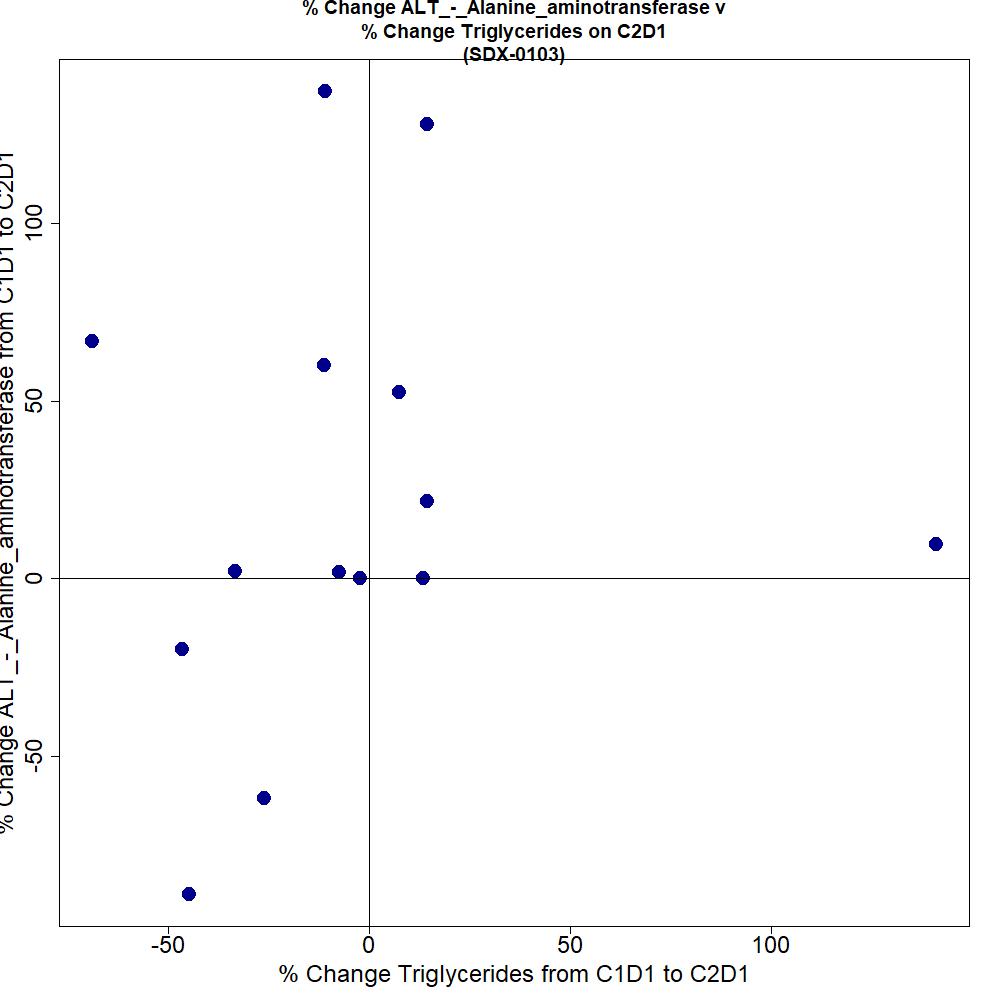 % Change ALT_-_Alanine_aminotransferase v
% Change Triglycerides on C2D1
(SDX-0103)
% Change ALT_-_Alanine_aminotransferase from C1D1 to C2D1
100
50
0
-50
-50
0
50
100
% Change Triglycerides from C1D1 to C2D1